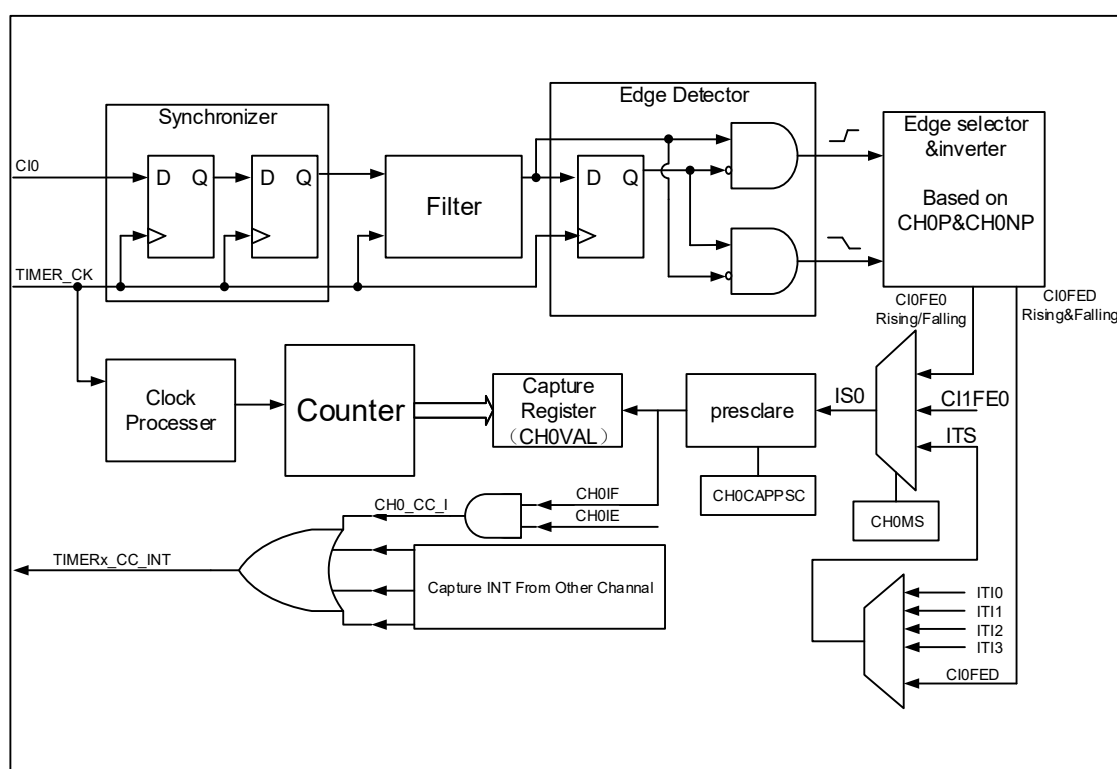 Synchronizer
Edge Detector
CI0
D Q
D Q
Filter
D Q
Edge selector
&inverter
Based on
CH0P&CH0NP
TIMER_CK
CI0FE0
Rising/Falling
CI0FED
Rising&Falling
Clock
Processer
Counter
Capture
Register
（CH0VAL）
presclare
IS0
CI1FE0
ITS
CH0CAPPSC
CH0MS
CH0_CC_I
CH0IF
CH0IE
TIMERx_CC_INT
Capture INT From Other Channel
ITI0
ITI1
ITI2
ITI3
CI0FED